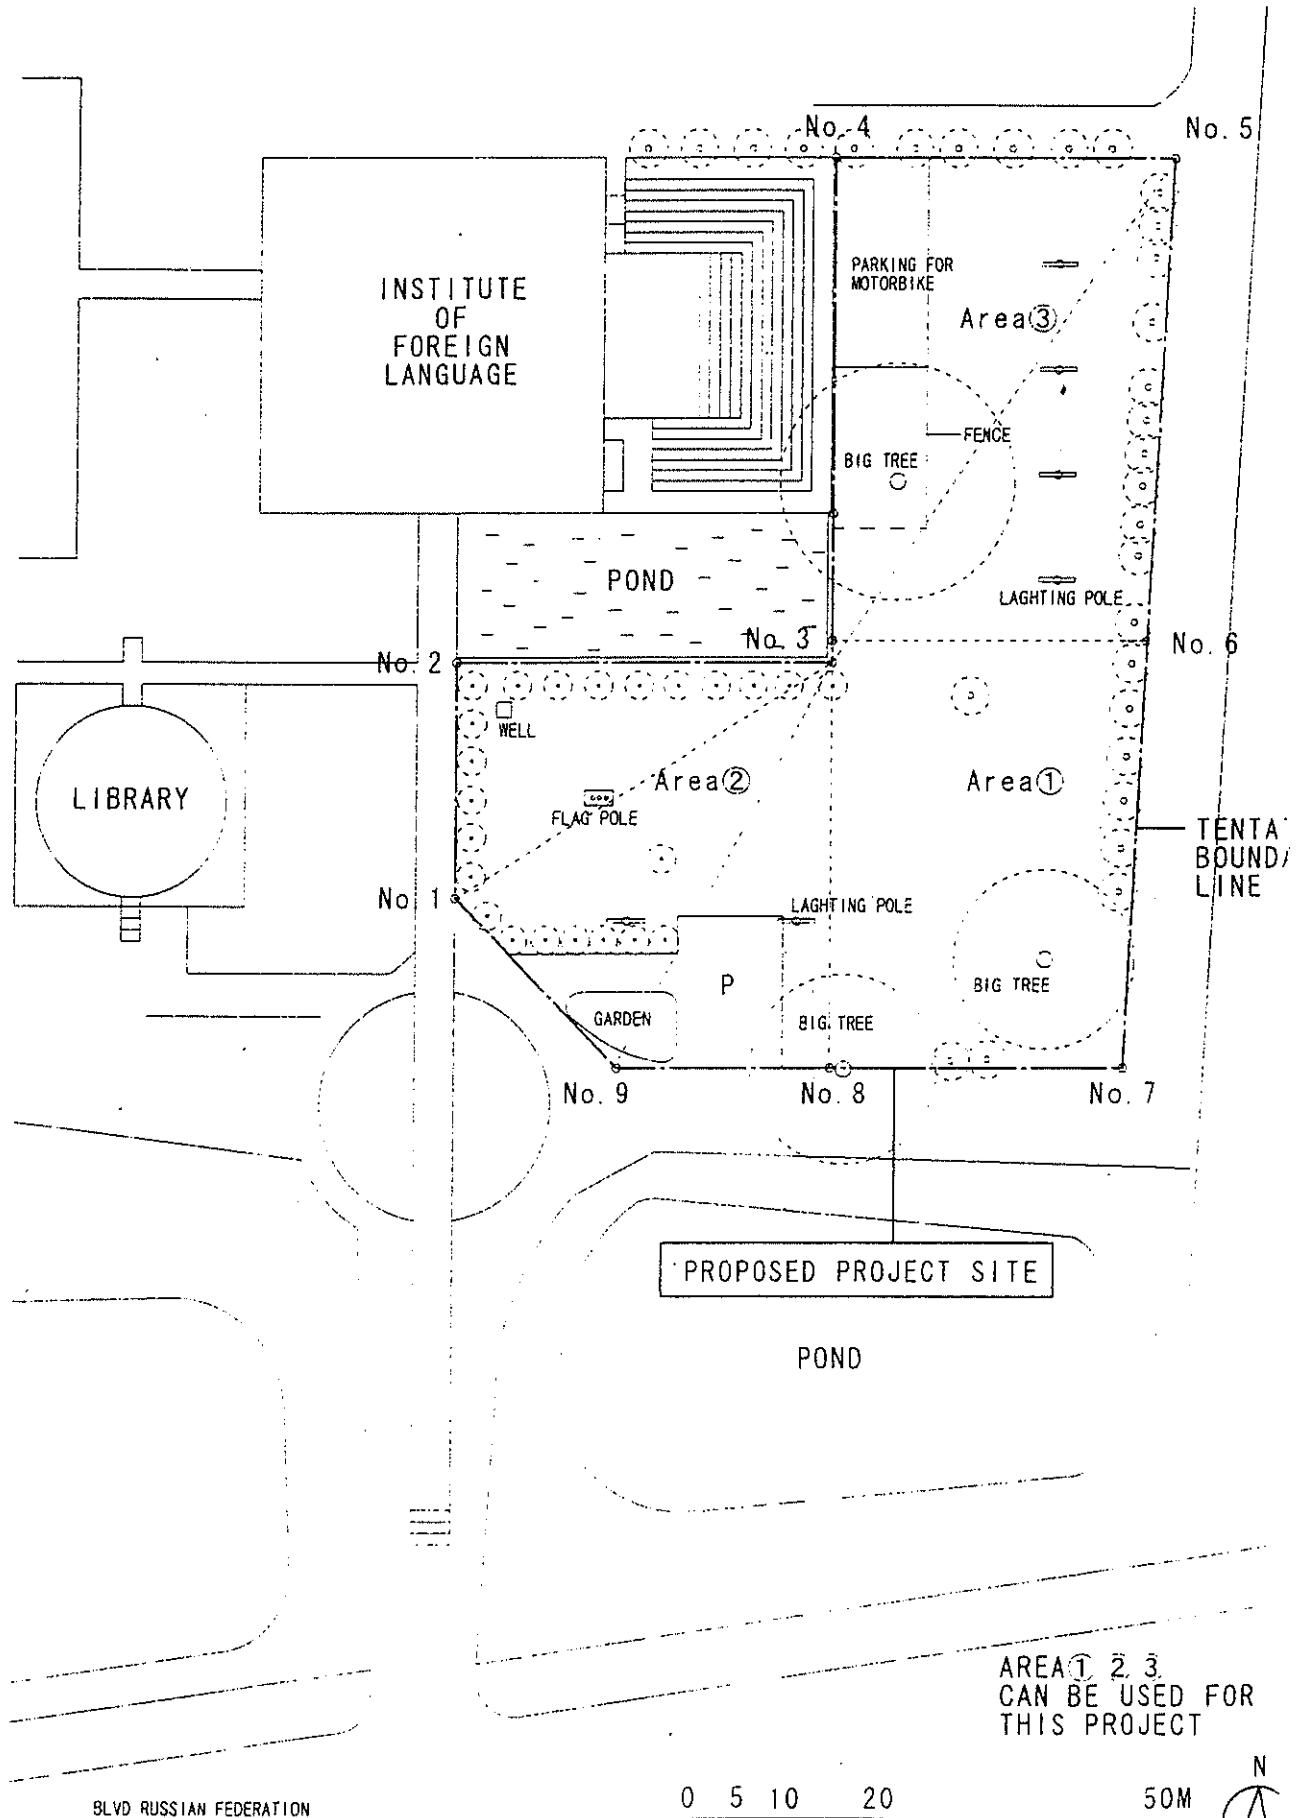 No. 4
No. 5
INSTITUTE
OF
FOREIGN
LANGUAGE
PARKING FOR
MOTORBIKE
Area③
FENCE
BIG TREE
POND
LAGHTING POLE
No. 3
No. 6
No. 2
WELL
LIBRARY
Area②
Area①
FLAG POLE
TENTA
BOUNDA
LINE
No. 1
LAGHTING POLE
P
BIG TREE
GARDEN
BIG TREE
No. 9
No. 8
No. 7
PROPOSED PROJECT SITE
POND
AREA① 2 3
CAN BE USED FOR
THIS PROJECT
N
BLVD RUSSIAN FEDERATION
0 5 10 20 50M